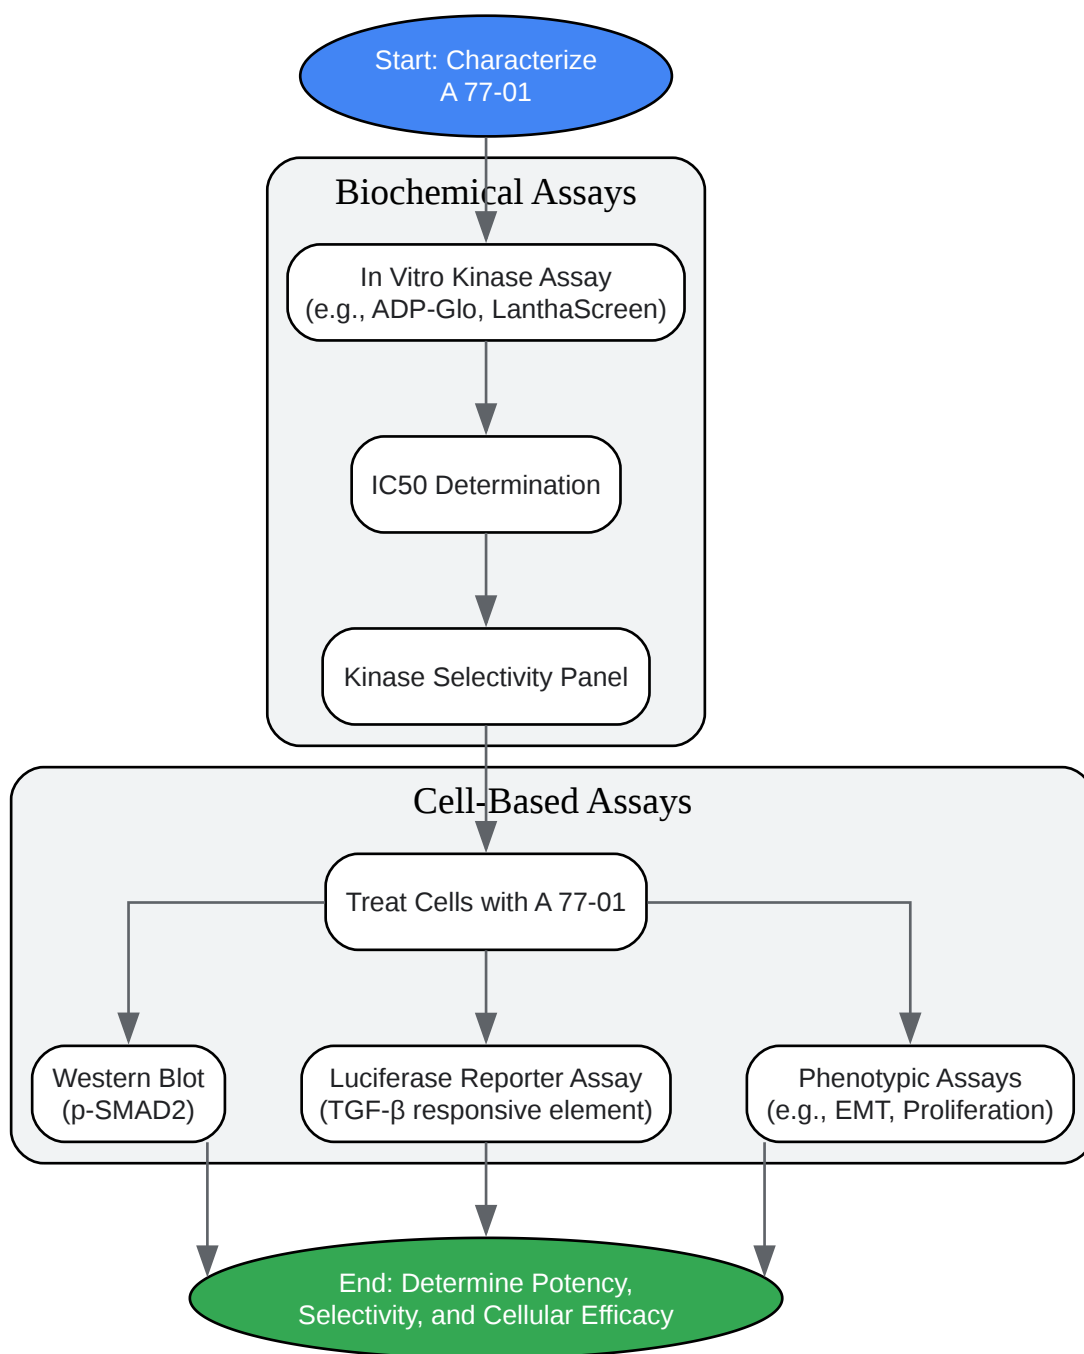 Start: Characterize
A 77-01
Biochemical Assays
In Vitro Kinase Assay
(e.g., ADP-Glo, LanthaScreen)
IC50 Determination
Kinase Selectivity Panel
Cell-Based Assays
Treat Cells with A 77-01
Western Blot
(p-SMAD2)
Luciferase Reporter Assay
(TGF-β responsive element)
Phenotypic Assays
(e.g., EMT, Proliferation)
End: Determine Potency,
Selectivity, and Cellular Efficacy